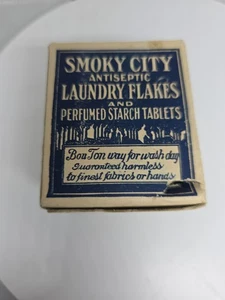 SMOKY CITY
ANTISEPTIC
LAUNDRY FLAKES
AND
PERFUMED STARCH TABLETS
Bon Ton way for wash day
Guaranteed harmless
to finest fabrics or hands